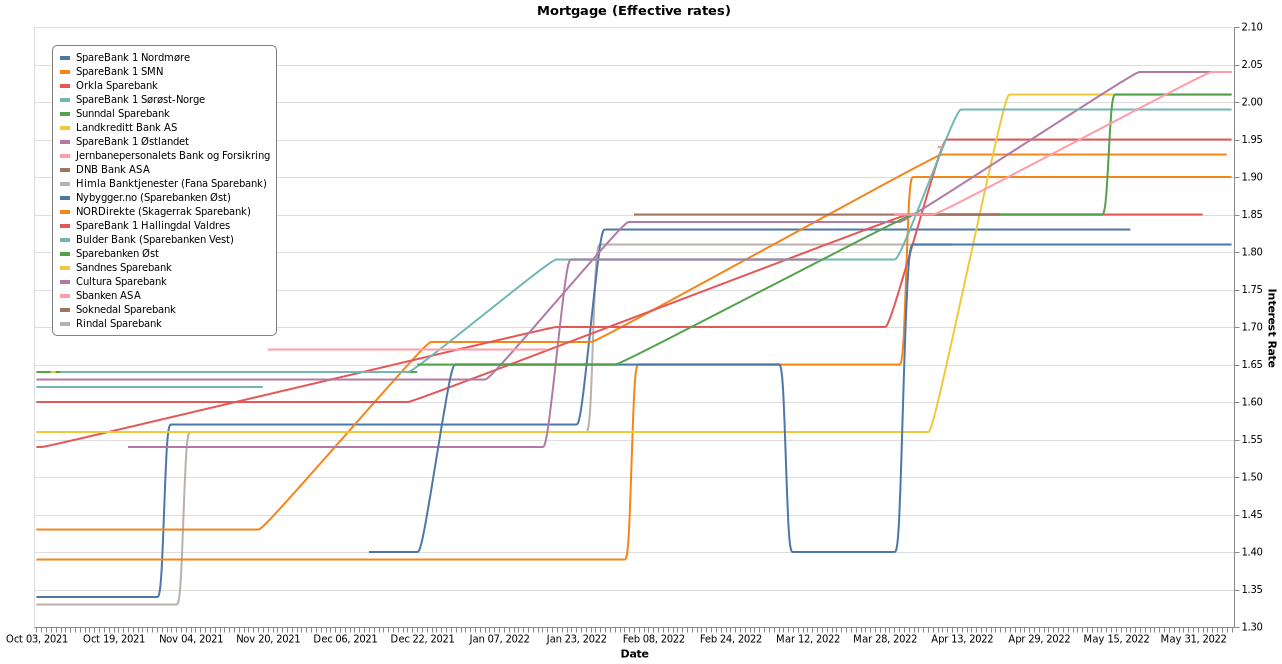 Mortgage (Effective rates)
SpareBank 1 Nordmøre
SpareBank 1 SMN
Orkla Sparebank
SpareBank 1 Sørøst-Norge
Sunndal Sparebank
Landkreditt Bank AS
SpareBank 1 Østlandet
Jernbanepersonalets Bank og Forsikring
DNB Bank ASA
Himla Banktjenester (Fana Sparebank)
Nybygger.no (Sparebanken Øst)
NORDirekte (Skagerrak Sparebank)
SpareBank 1 Hallingdal Valdres
Bulder Bank (Sparebanken Vest)
Sparebanken Øst
Sandnes Sparebank
Cultura Sparebank
Sbanken ASA
Soknedal Sparebank
Rindal Sparebank
2.10
2.05
2.00
1.95
1.90
1.85
1.80
1.75
1.70
1.65
1.60
1.55
1.50
1.45
1.40
1.35
1.30
Interest Rate
Oct 03, 2021 Oct 19, 2021 Nov 04, 2021 Nov 20, 2021 Dec 06, 2021 Dec 22, 2021 Jan 07, 2022 Jan 23, 2022 Feb 08, 2022 Feb 24, 2022 Mar 12, 2022 Mar 28, 2022 Apr 13, 2022 Apr 29, 2022 May 15, 2022 May 31, 2022
Date